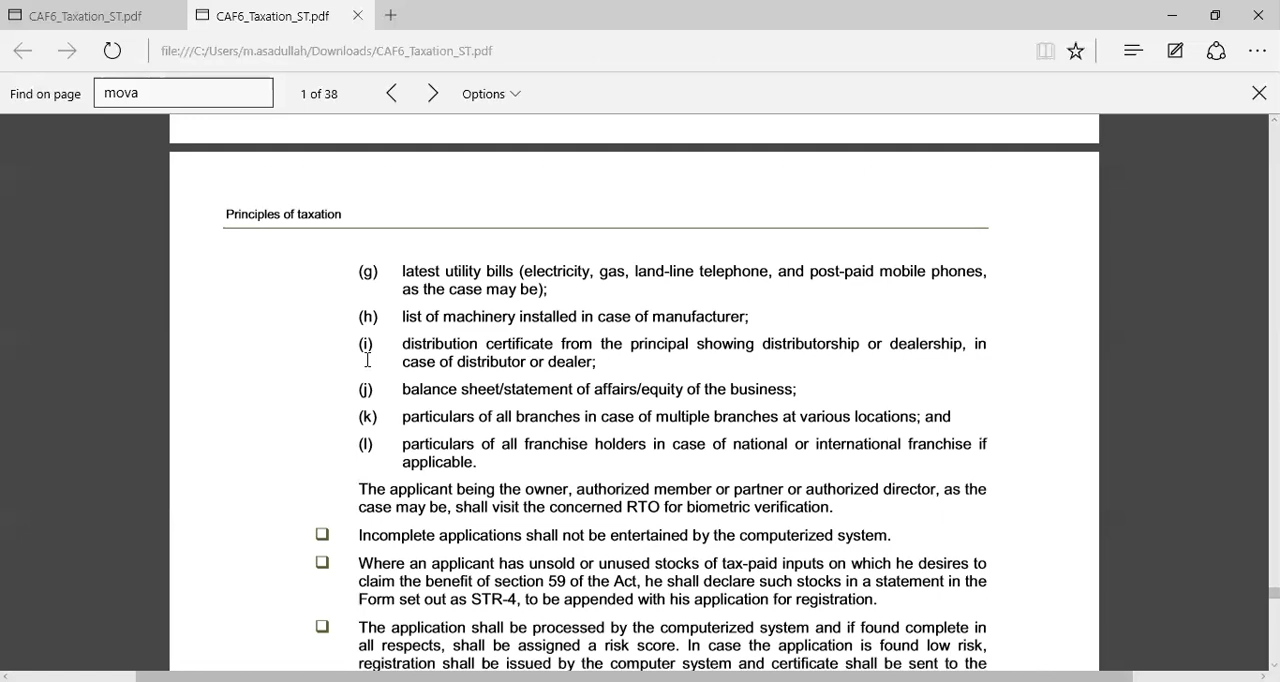 CAF6_Taxation_ST.pdf
CAF6_Taxation_ST.pdf
file:///C:/Users/m.asadullah/Downloads/CAF6_Taxation_ST.pdf
Find on page mova 1 of 38 Options
Principles of taxation
(g) latest utility bills (electricity, gas, land-line telephone, and post-paid mobile phones,
as the case may be);
(h) list of machinery installed in case of manufacturer;
(i) distribution certificate from the principal showing distributorship or dealership, in
case of distributor or dealer;
(j) balance sheet/statement of affairs/equity of the business;
(k) particulars of all branches in case of multiple branches at various locations; and
(l) particulars of all franchise holders in case of national or international franchise if
applicable.
The applicant being the owner, authorized member or partner or authorized director, as the
case may be, shall visit the concerned RTO for biometric verification.
Incomplete applications shall not be entertained by the computerized system.
Where an applicant has unsold or unused stocks of tax-paid inputs on which he desires to
claim the benefit of section 59 of the Act, he shall declare such stocks in a statement in the
Form set out as STR-4, to be appended with his application for registration.
The application shall be processed by the computerized system and if found complete in
all respects, shall be assigned a risk score. In case the application is found low risk,
registration shall be issued by the computer system and certificate shall be sent to the